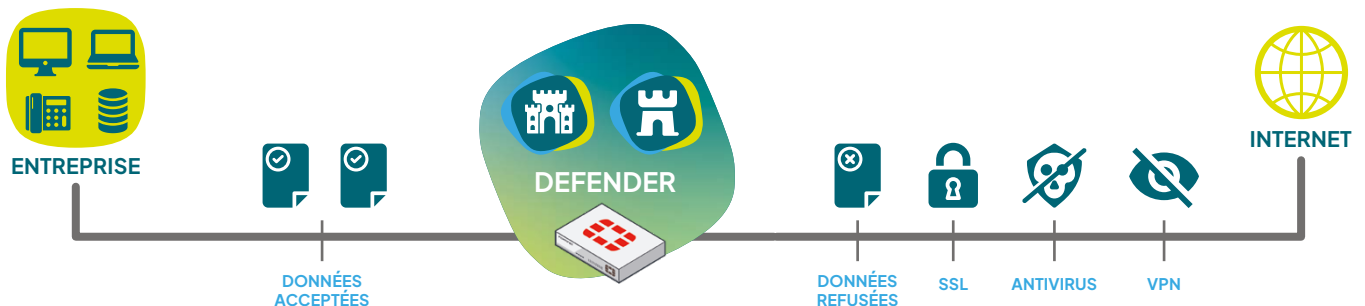 ENTREPRISE
DONNÉES
ACCEPTÉES
DEFENDER
DONNÉES
REFUSÉES
SSL
ANTIVIRUS
VPN
INTERNET